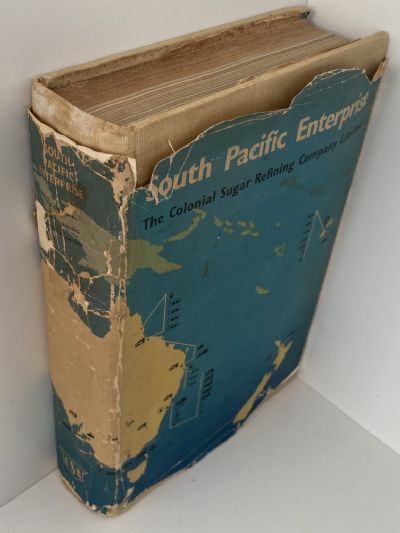 South Pacific Enterprise
The Colonial Sugar Refining Company Limited
SOUTH
PACIFIC
ENTERPRISE